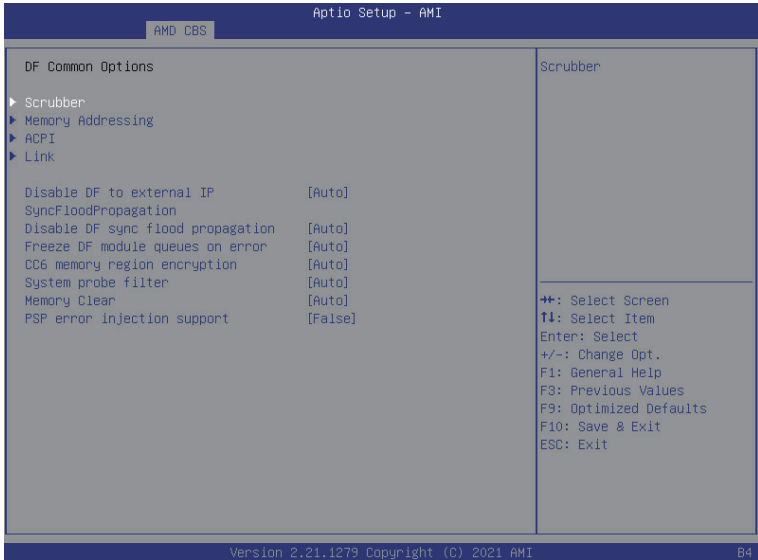 Aptio Setup – AMI
AMD CBS
DF Common Options
Scrubber
Memory Addressing
ACPI
Link
Disable DF to external IP [Auto]
SyncFloodPropagation
Disable DF sync flood propagation [Auto]
Freeze DF module queues on error [Auto]
CC6 memory region encryption [Auto]
System probe filter [Auto]
Memory Clear [Auto]
PSP error injection support [False]
Scrubber
→←: Select Screen
↑↓: Select Item
Enter: Select
+/-: Change Opt.
F1: General Help
F3: Previous Values
F9: Optimized Defaults
F10: Save & Exit
ESC: Exit
Version 2.21.1279 Copyright (C) 2021 AMI
B4